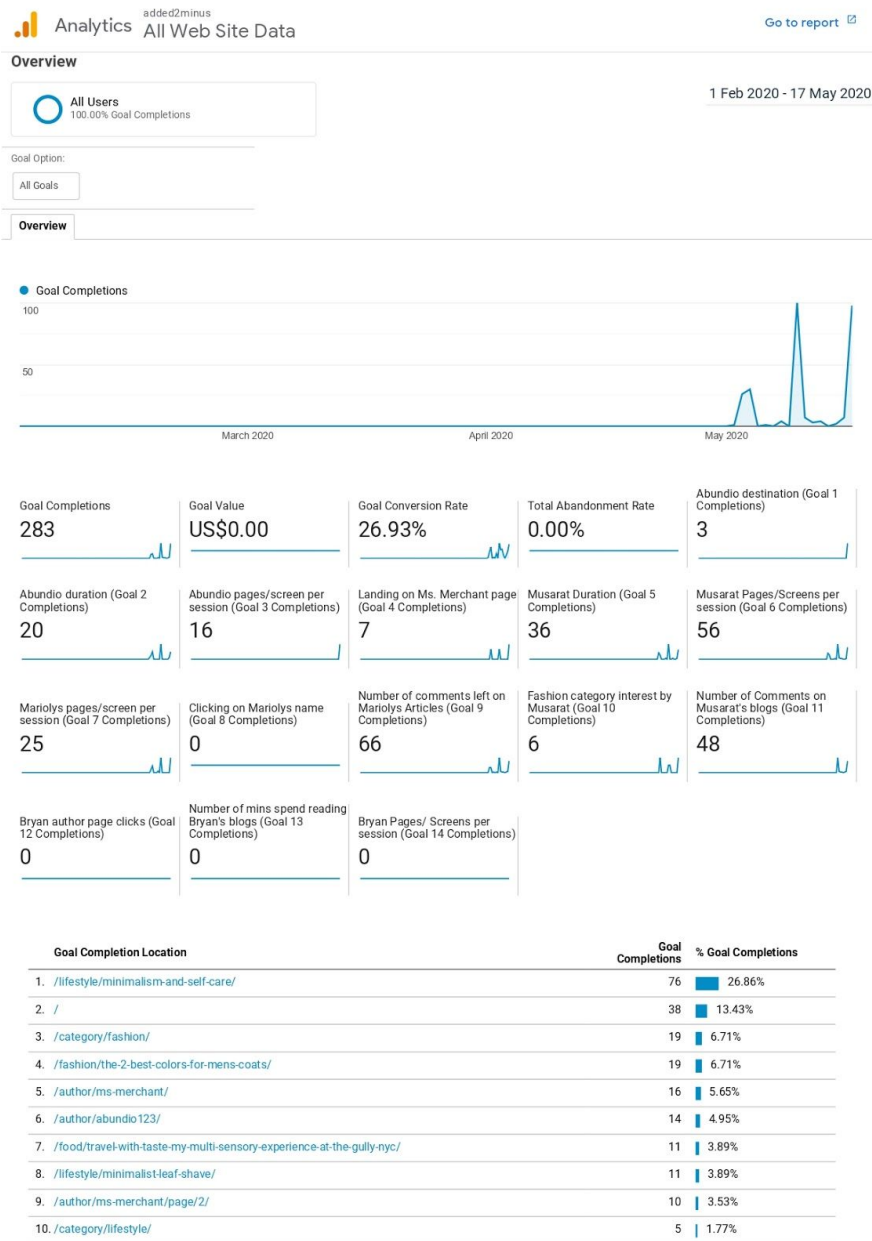 Analytics
added2minus
All Web Site Data
Go to report
Overview
All Users
100.00% Goal Completions
1 Feb 2020 - 17 May 2020
Goal Option:
All Goals
Overview
Goal Completions
100
50
March 2020
April 2020
May 2020
Goal Completions
283
Goal Value
US$0.00
Goal Conversion Rate
26.93%
Total Abandonment Rate
0.00%
Abundio destination (Goal 1
Completions)
3
Abundio duration (Goal 2
Completions)
20
Abundio pages/screen per
session (Goal 3 Completions)
16
Landing on Ms. Merchant page
(Goal 4 Completions)
7
Musarat Duration (Goal 5
Completions)
36
Musarat Pages/Screens per
session (Goal 6 Completions)
56
Mariolys pages/screen per
session (Goal 7 Completions)
25
Clicking on Mariolys name
(Goal 8 Completions)
0
Number of comments left on
Mariolys Articles (Goal 9
Completions)
66
Fashion category interest by
Musarat (Goal 10
Completions)
6
Number of Comments on
Musarat's blogs (Goal 11
Completions)
48
Bryan author page clicks (Goal
12 Completions)
0
Number of mins spend reading
Bryan's blogs (Goal 13
Completions)
0
Bryan Pages/ Screens per
session (Goal 14 Completions)
0
Goal Completion Location
Goal
Completions
% Goal Completions
1. /lifestyle/minimalism-and-self-care/ 76 26.86%
2. / 38 13.43%
3. /category/fashion/ 19 6.71%
4. /fashion/the-2-best-colors-for-mens-coats/ 19 6.71%
5. /author/ms-merchant/ 16 5.65%
6. /author/abundio123/ 14 4.95%
7. /food/travel-with-taste-my-multi-sensory-experience-at-the-gully-nyc/ 11 3.89%
8. /lifestyle/minimalist-leaf-shave/ 11 3.89%
9. /author/ms-merchant/page/2/ 10 3.53%
10. /category/lifestyle/ 5 1.77%